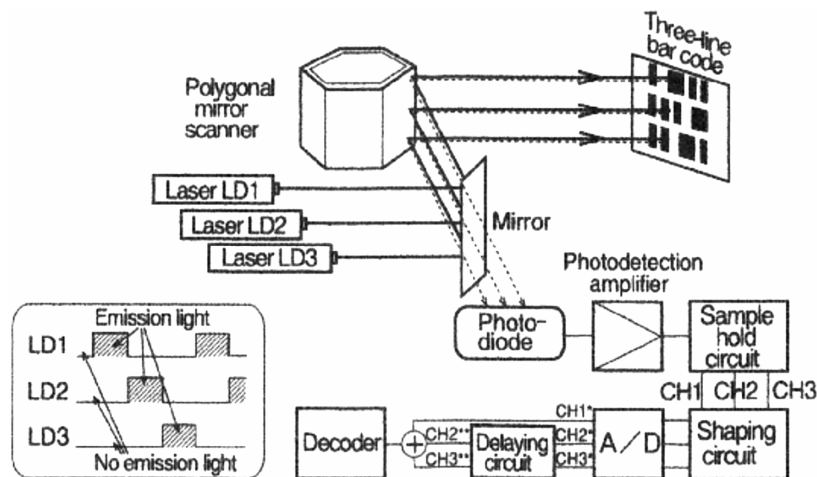 Three-line
bar code
Polygonal
mirror
scanner
Laser LD1
Laser LD2
Laser LD3
Mirror
Photodetection
amplifier
Photo-
diode
Sample
hold
circuit
CH1 CH2 CH3
Emission light
LD1
LD2
LD3
No emission light
Decoder
CH1*
CH2** CH2*
CH3** CH3*
Delaying
circuit
A/D
Shaping
circuit